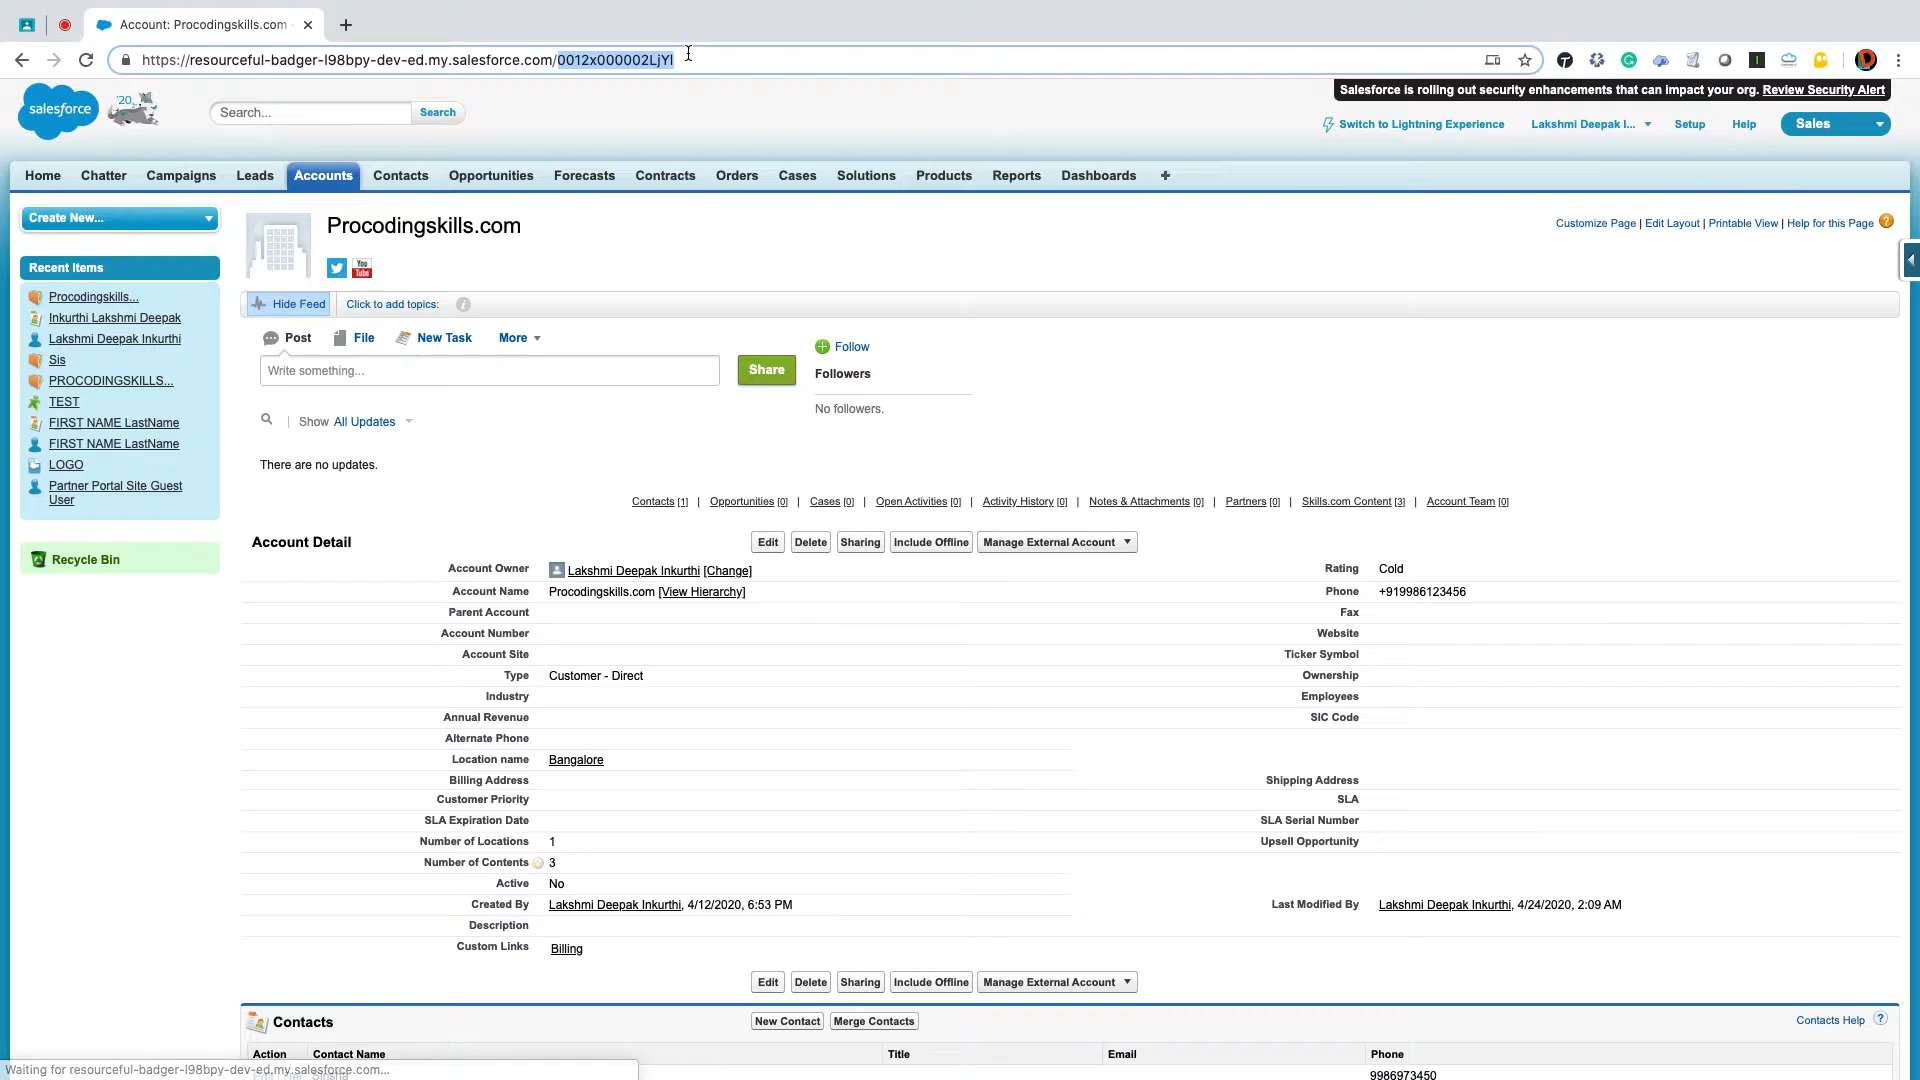 Account: Procodingskills.com
https://resourceful-badger-l98bpy-dev-ed.my.salesforce.com/0012x000002LjYl
Salesforce is rolling out security enhancements that can impact your org. Review Security Alert
salesforce
'20
Search...
Search
Switch to Lightning Experience
Lakshmi Deepak I...
Setup
Help
Sales
Home Chatter Campaigns Leads Accounts Contacts Opportunities Forecasts Contracts Orders Cases Solutions Products Reports Dashboards +
Create New...
Recent Items
Procodingskills...
Inkurthi Lakshmi Deepak
Lakshmi Deepak Inkurthi
Sis
PROCODINGSKILLS...
TEST
FIRST NAME LastName
FIRST NAME LastName
LOGO
Partner Portal Site Guest
User
Recycle Bin
Procodingskills.com
Customize Page | Edit Layout | Printable View | Help for this Page
You
Tube
Hide Feed
Click to add topics:
Post File New Task More
Write something...
Share
Follow
Followers
No followers.
Show All Updates
There are no updates.
Contacts [1] | Opportunities [0] | Cases [0] | Open Activities [0] | Activity History [0] | Notes & Attachments [0] | Partners [0] | Skills.com Content [3] | Account Team [0]
Account Detail
Edit Delete Sharing Include Offline Manage External Account
Account Owner Lakshmi Deepak Inkurthi [Change] Rating Cold
Account Name Procodingskills.com [View Hierarchy] Phone +919986123456
Parent Account Fax
Account Number Website
Account Site Ticker Symbol
Type Customer - Direct Ownership
Industry Employees
Annual Revenue SIC Code
Alternate Phone
Location name Bangalore
Billing Address Shipping Address
Customer Priority SLA
SLA Expiration Date SLA Serial Number
Number of Locations 1 Upsell Opportunity
Number of Contents 3
Active No
Created By Lakshmi Deepak Inkurthi, 4/12/2020, 6:53 PM Last Modified By Lakshmi Deepak Inkurthi, 4/24/2020, 2:09 AM
Description
Custom Links Billing
Edit Delete Sharing Include Offline Manage External Account
Contacts
New Contact Merge Contacts
Contacts Help ?
Action Contact Name Title Email Phone
9986973450
Waiting for resourceful-badger-l98bpy-dev-ed.my.salesforce.com...